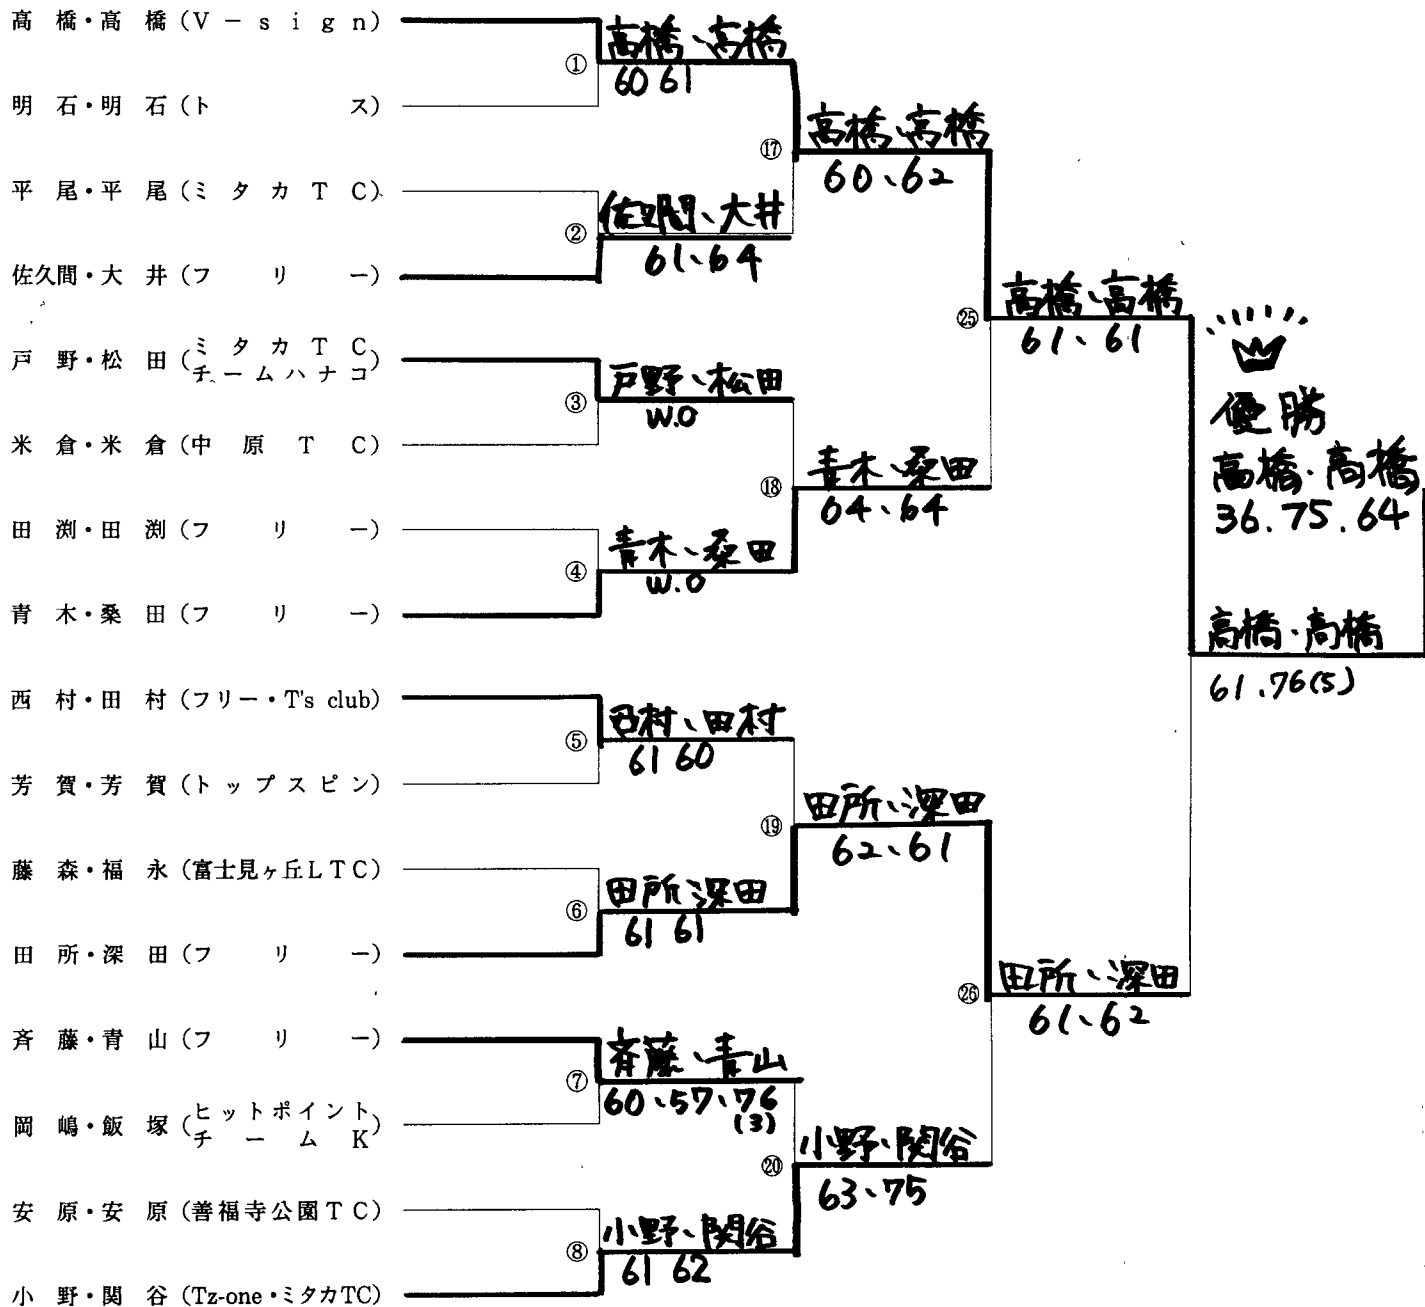 高橋・高橋 (V－sign)
高橋、高橋
① 60 61
明石・明石 (トス)
高橋、高橋
⑰ 60、62
平尾・平尾 (ミタカTC)
佐久間、大井
② 61、64
佐久間・大井 (フリー)
高橋、高橋
㉕ 61、61
戸野・松田 (ミタカTC チームハナコ)
戸野、松田
③ W.O
優勝
高橋・高橋
36.75.64
米倉・米倉 (中原TC)
青木、桑田
⑱ 64、64
田渕・田渕 (フリー)
青木、桑田
④ W.O
青木・桑田 (フリー)
高橋・高橋
61.76(5)
西村・田村 (フリー・T's club)
西村、田村
⑤ 61 60
芳賀・芳賀 (トップスピン)
田所、深田
⑲ 62、61
藤森・福永 (富士見ヶ丘LTC)
田所、深田
⑥ 61 61
田所・深田 (フリー)
田所、深田
㉖ 61、62
斉藤・青山 (フリー)
斉藤、青山
⑦ 60、57、76
(3)
岡嶋・飯塚 (ヒットポイント チームK)
小野、関谷
⑳ 63、75
安原・安原 (善福寺公園TC)
小野、関谷
⑧ 61 62
小野・関谷 (Tz-one・ミタカTC)